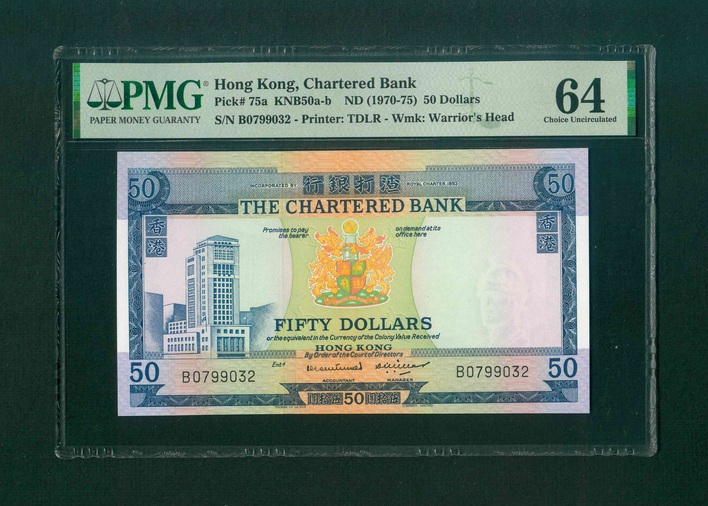 PMG®
PAPER MONEY GUARANTY
Hong Kong, Chartered Bank
Pick# 75a KNB50a-b ND (1970-75) 50 Dollars
S/N B0799032 - Printer: TDLR - Wmk: Warrior's Head
64
Choice Uncirculated
50
INCORPORATED BY
行銀打渣
ROYAL CHARTER 1853
50
THE CHARTERED BANK
香港
Promises to pay
the bearer
on demand at its
office here
香港
FIFTY DOLLARS
or the equivalent in the Currency of the Colony Value Received
HONG KONG
By Order of the Court of Directors
50
B0799032
Entd
ACCOUNTANT
MANAGER
B0799032
50
50